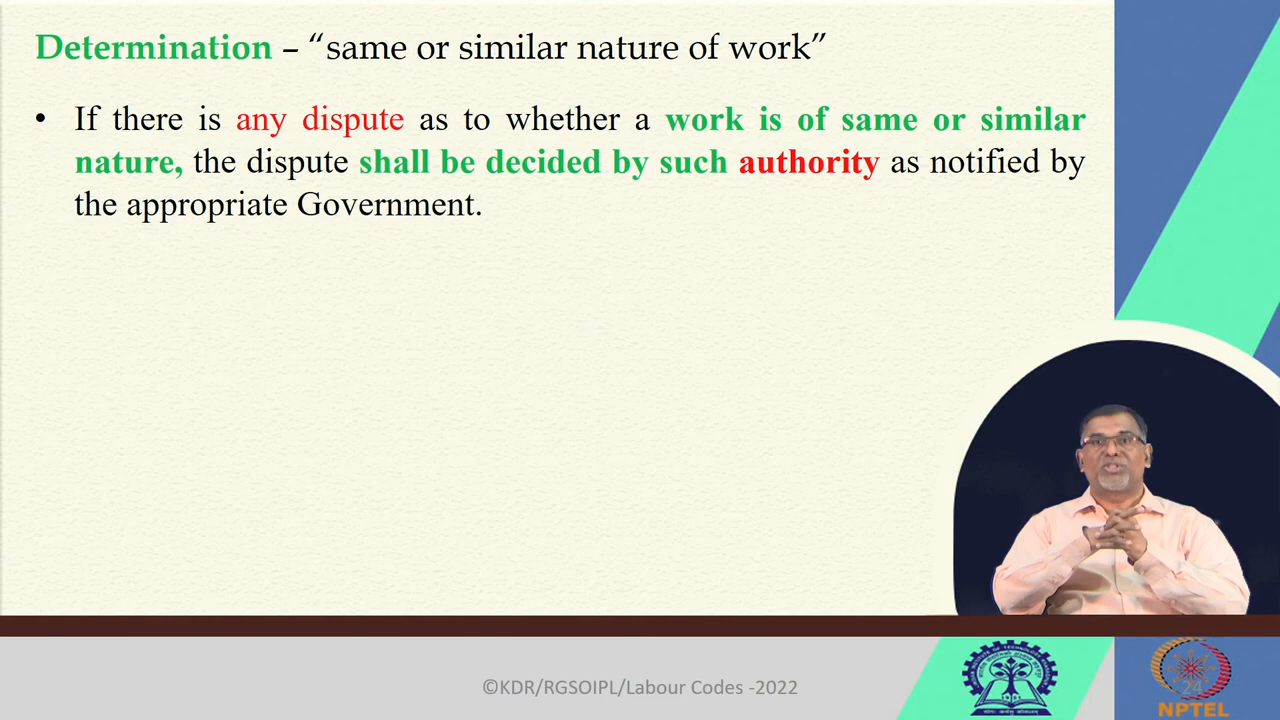 Determination – “same or similar nature of work”
• If there is any dispute as to whether a work is of same or similar
nature, the dispute shall be decided by such authority as notified by
the appropriate Government.
©KDR/RGSOIPL/Labour Codes -2022
NPTEL